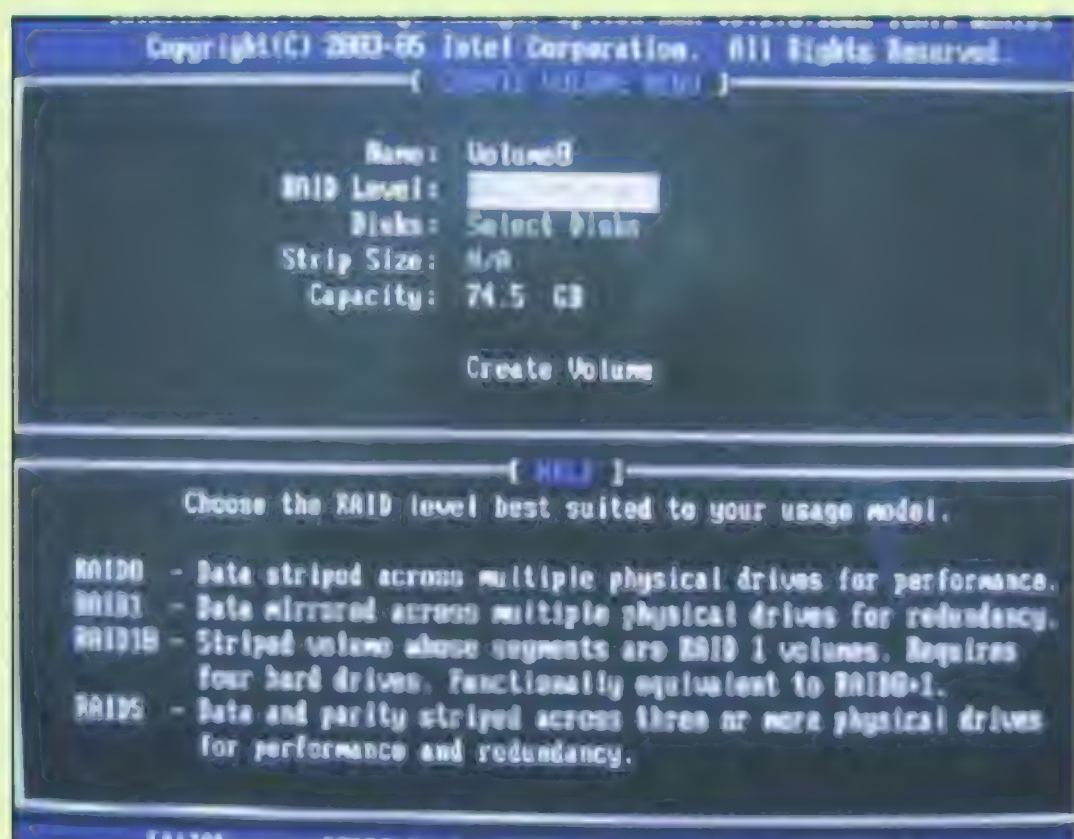 Copyright(C) 2003-05 Intel Corporation. All Rights Reserved.
[ CREATE VOLUME MENU ]
Name: Volume0
RAID Level:
Disks: Select Disks
Strip Size: N/A
Capacity: 74.5 GB
Create Volume
[ HELP ]
Choose the RAID level best suited to your usage model.
RAID0 - Data striped across multiple physical drives for performance.
RAID1 - Data mirrored across multiple physical drives for redundancy.
RAID10 - Striped volume whose segments are RAID 1 volumes. Requires
four hard drives. Functionally equivalent to RAID0+1.
RAID5 - Data and parity striped across three or more physical drives
for performance and redundancy.